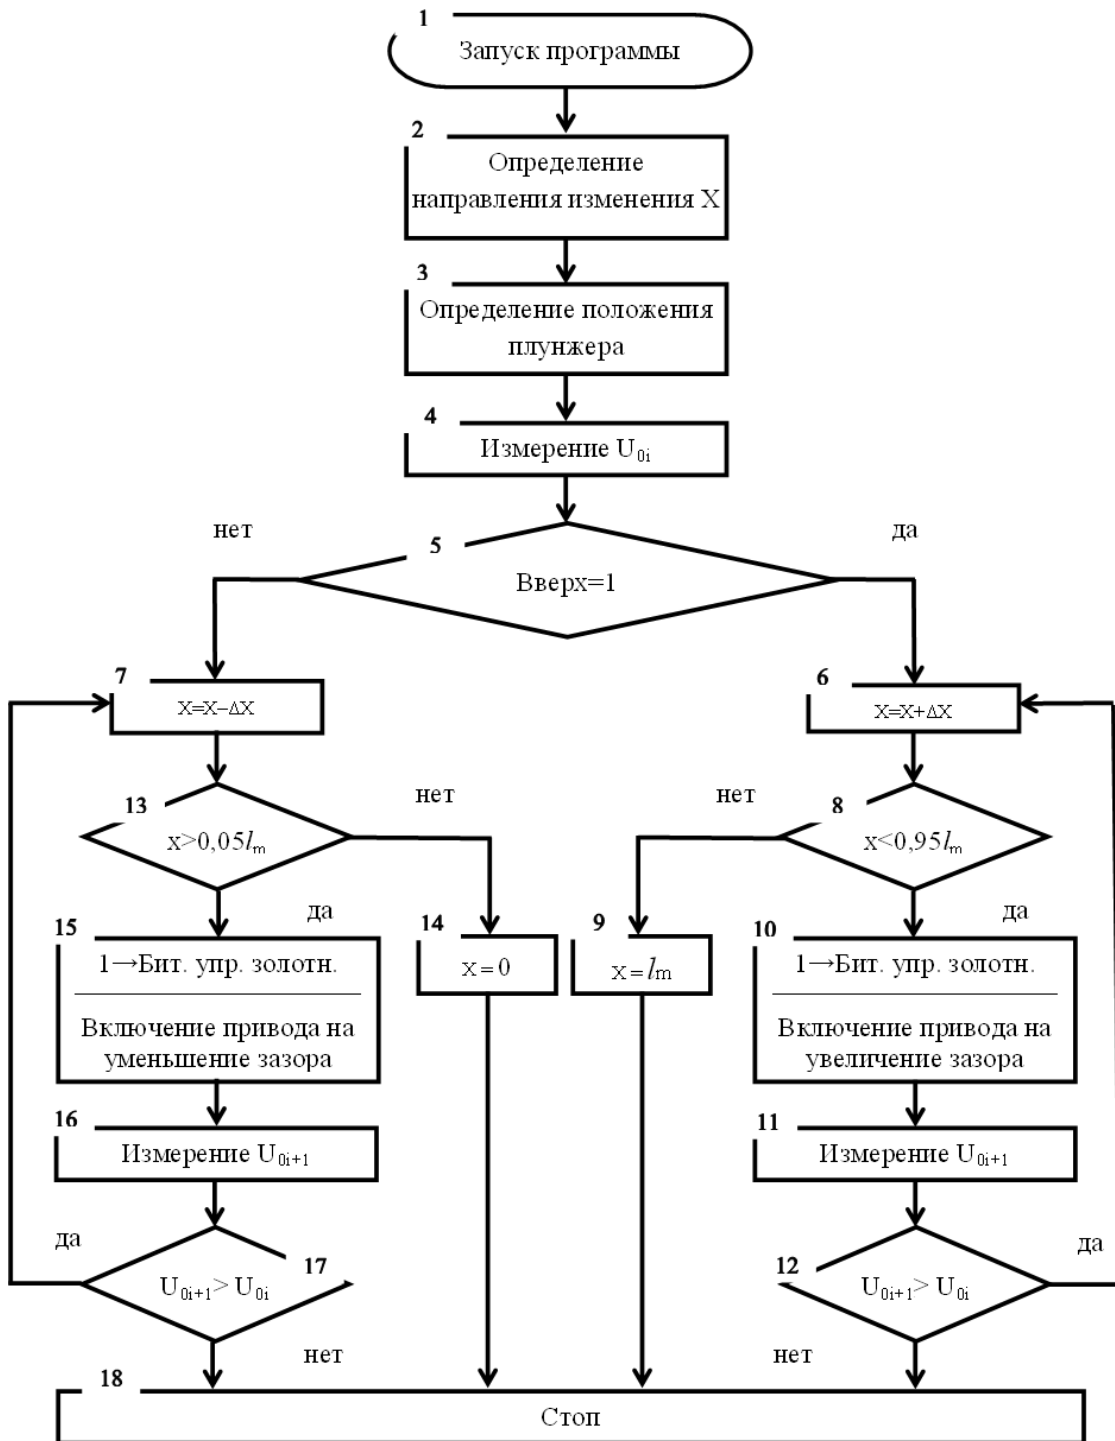 1
Запуск программы
2
Определение
направления изменения X
3
Определение положения
плунжера
4
Измерение U₀ᵢ
нет
5
да
Вверх=1
7
x=x−Δx
6
x=x+Δx
13
нет
x>0,05lₘ
нет
8
x<0,95lₘ
да
15
1→Бит. упр. золотн.
Включение привода на
уменьшение зазора
14
x = 0
9
x = lm
да
10
1→Бит. упр. золотн.
Включение привода на
увеличение зазора
16
Измерение U₀ᵢ₊₁
11
Измерение U₀ᵢ₊₁
да
17
U₀ᵢ₊₁> U₀ᵢ
нет
12
да
U₀ᵢ₊₁> U₀ᵢ
нет
18
Стоп